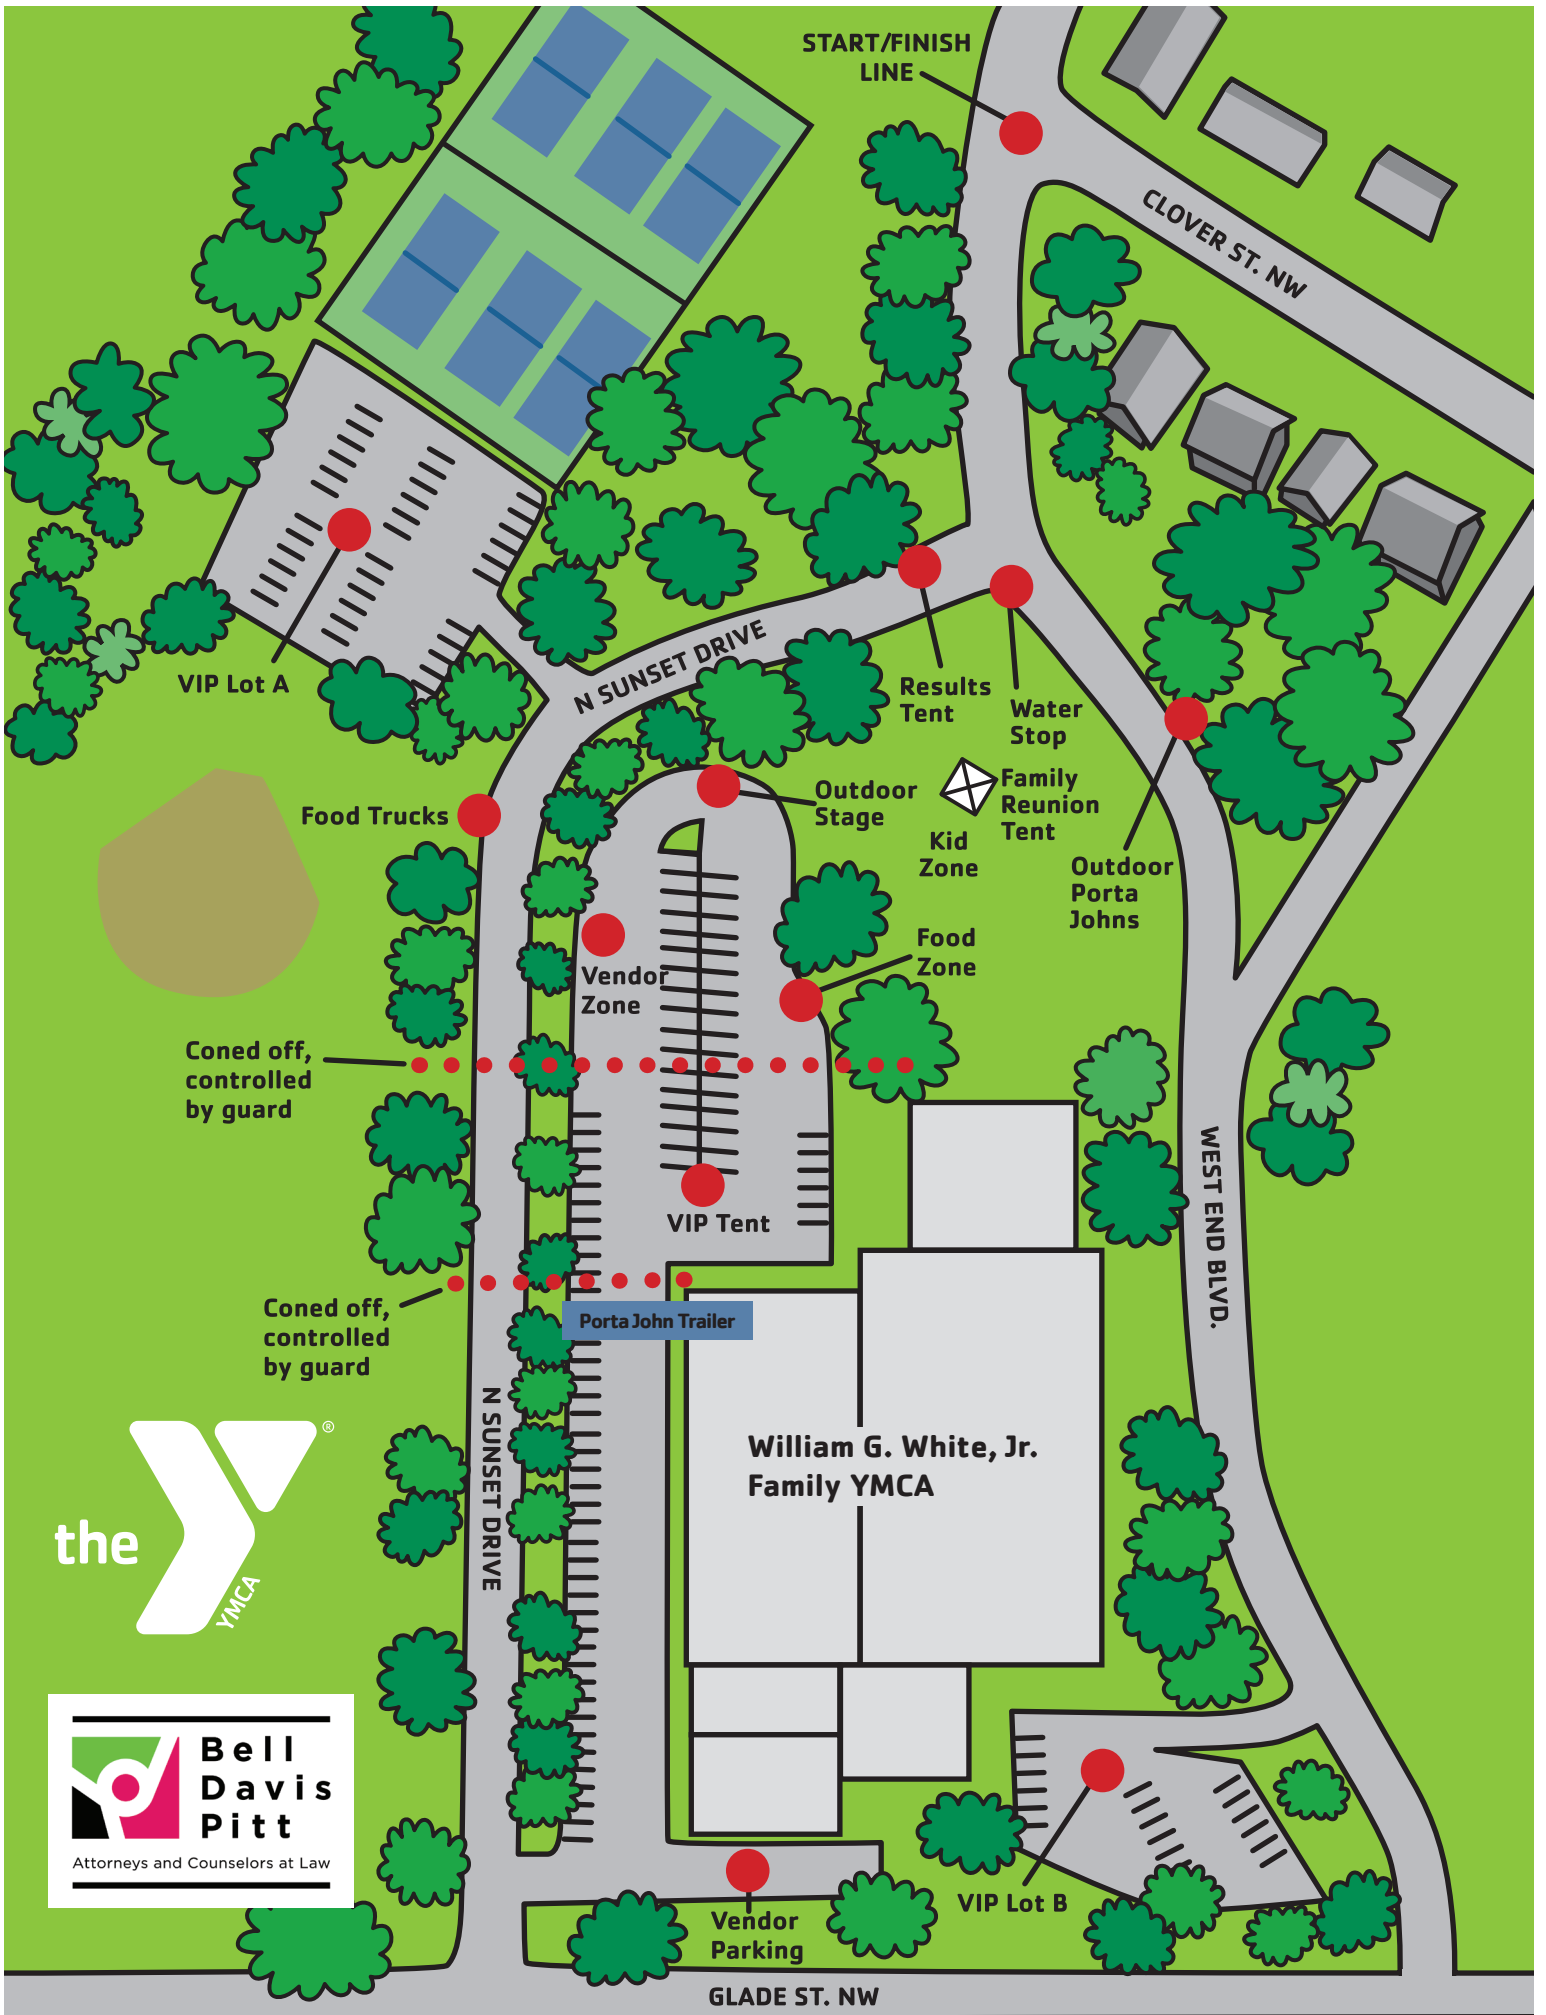 START/FINISH
LINE
CLOVER ST. NW
N SUNSET DRIVE
VIP Lot A
Results
Tent
Water
Stop
Food Trucks
Outdoor
Stage
Family
Reunion
Tent
Kid
Zone
Outdoor
Porta
Johns
Food
Zone
Vendor
Zone
Coned off,
controlled
by guard
WEST END BLVD.
VIP Tent
Coned off,
controlled
by guard
Porta John Trailer
N SUNSET DRIVE
William G. White, Jr.
Family YMCA
the
YMCA
®
Bell
Davis
Pitt
Attorneys and Counselors at Law
VIP Lot B
Vendor
Parking
GLADE ST. NW